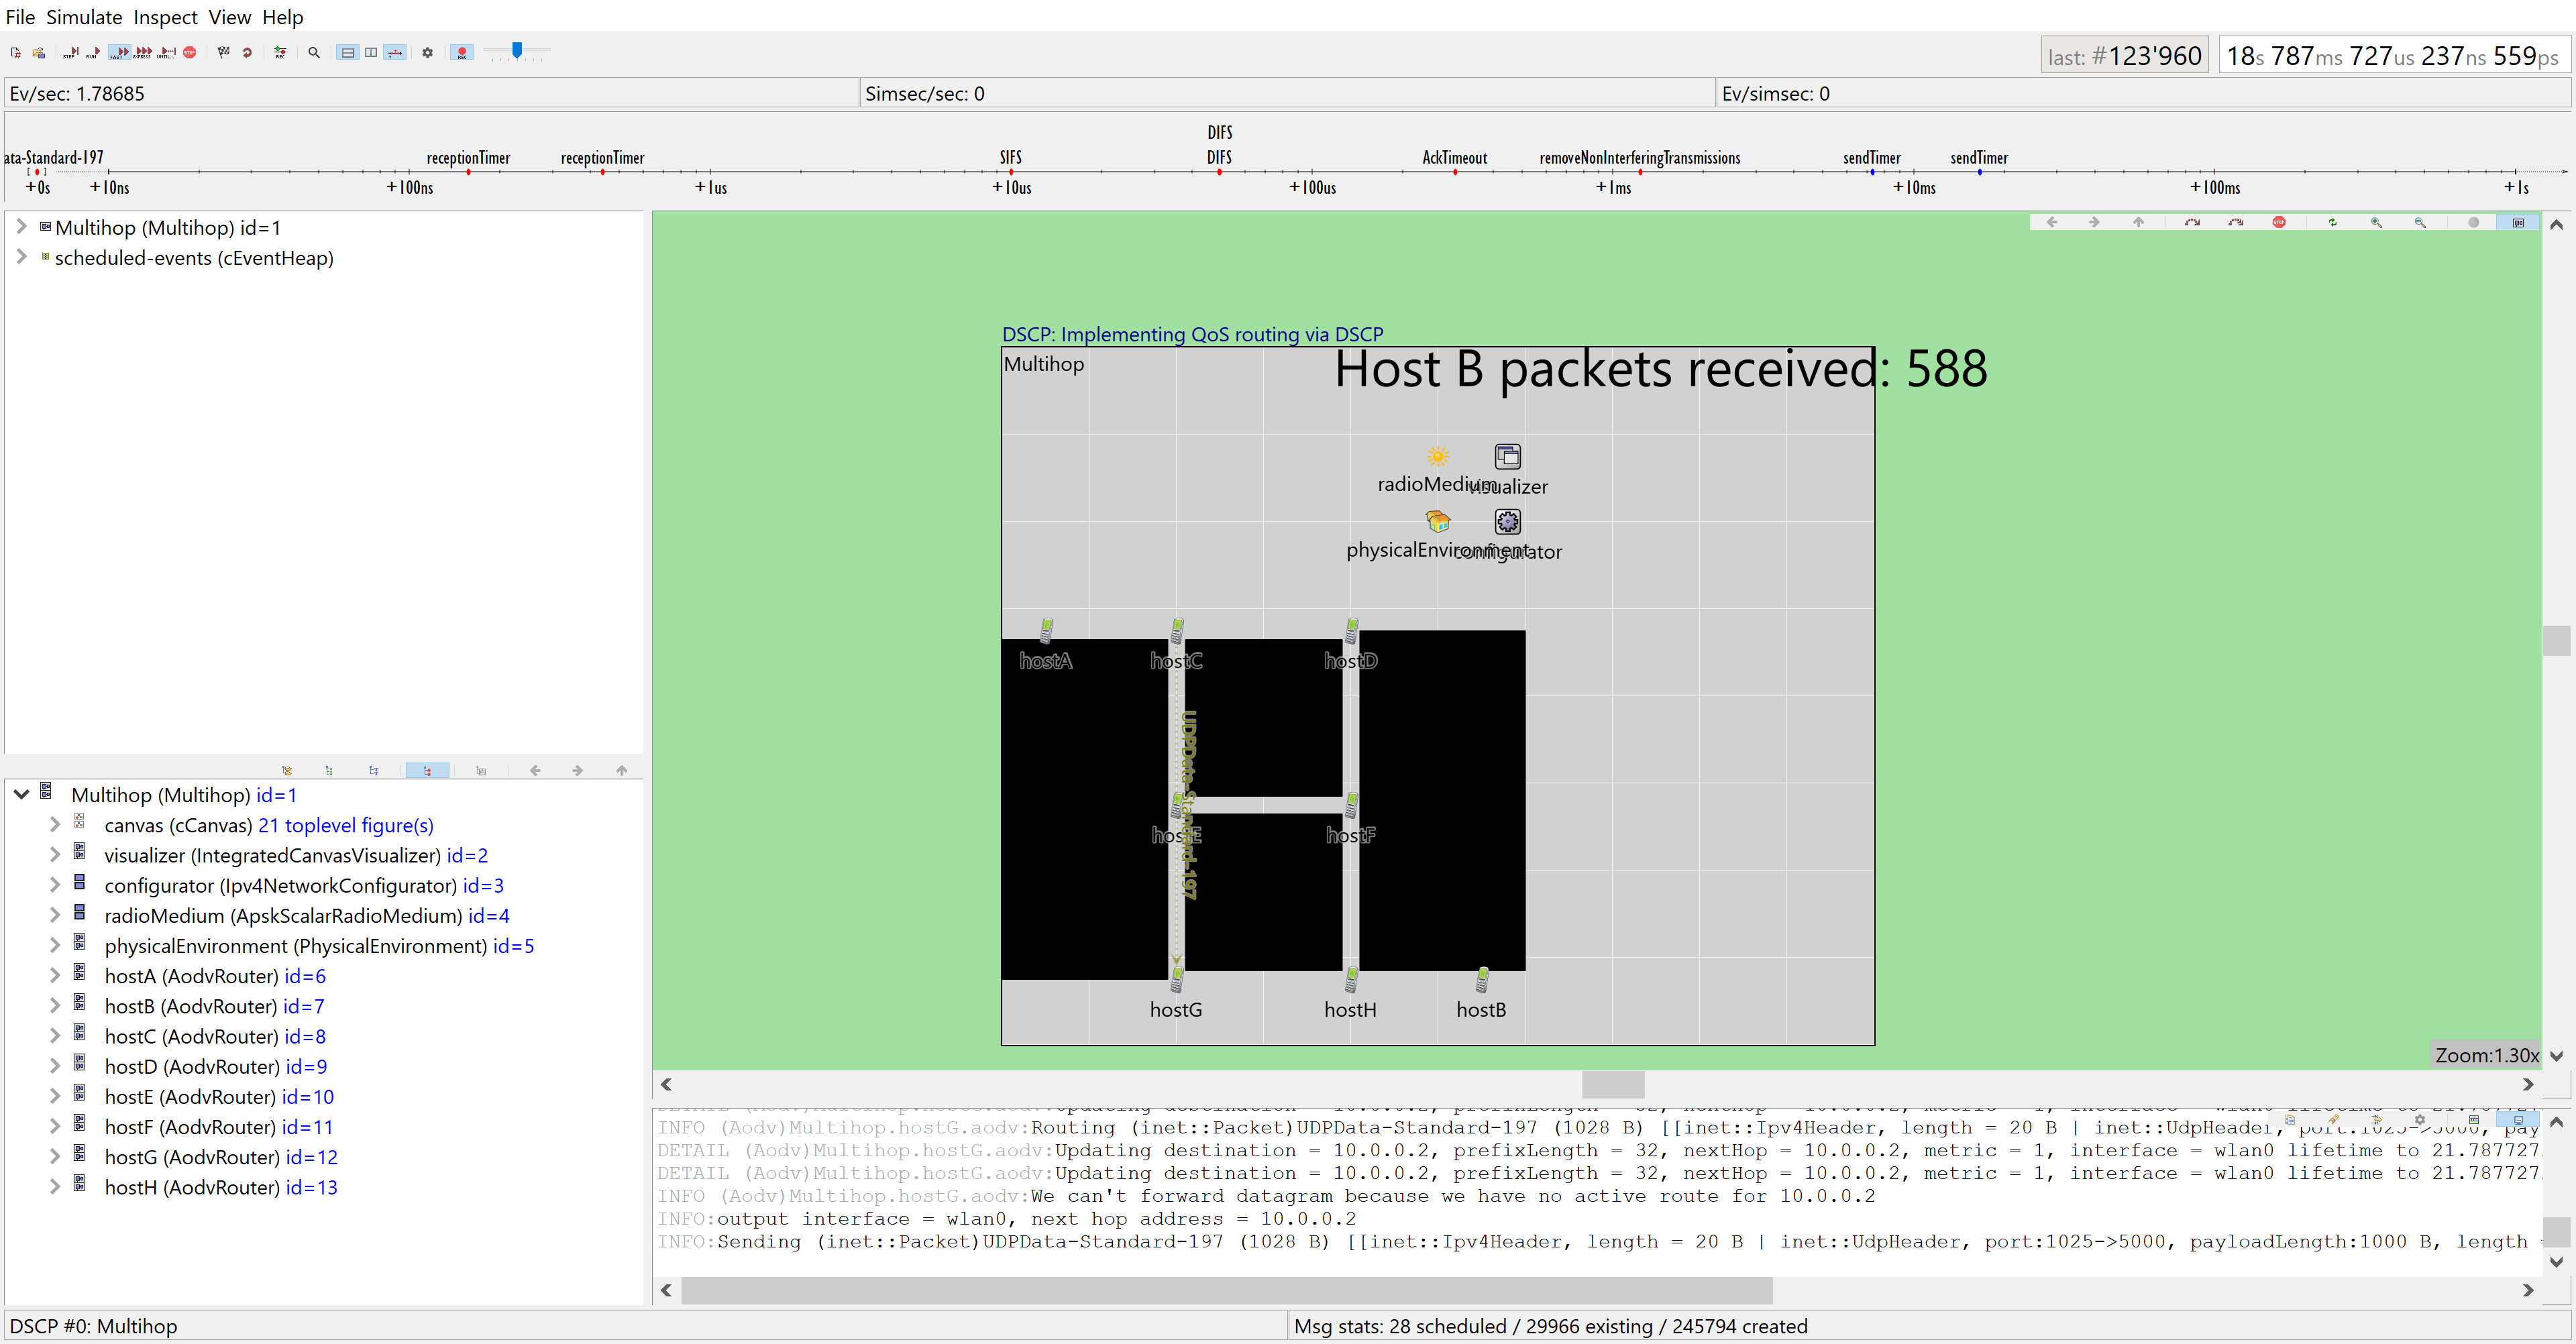 File Simulate Inspect View Help
STEP RUN FAST EXPRESS UNTIL... STOP REC REC
last: #123'960 18s 787ms 727us 237ns 559ps
Ev/sec: 1.78685 Simsec/sec: 0 Ev/simsec: 0
DIFS
ata-Standard-197 receptionTimer receptionTimer SIFS DIFS AckTimeout removeNonInterferingTransmissions sendTimer sendTimer
+0s +10ns +100ns +1us +10us +100us +1ms +10ms +100ms +1s
Multihop (Multihop) id=1
scheduled-events (cEventHeap)
DSCP: Implementing QoS routing via DSCP
Multihop
Host B packets received: 588
radioMedium visualizer
physicalEnvironment configurator
hostA hostC hostD
UDPData-Standard-197
hostE hostF
hostG hostH hostB
Zoom:1.30x
Multihop (Multihop) id=1
canvas (cCanvas) 21 toplevel figure(s)
visualizer (IntegratedCanvasVisualizer) id=2
configurator (Ipv4NetworkConfigurator) id=3
radioMedium (ApskScalarRadioMedium) id=4
physicalEnvironment (PhysicalEnvironment) id=5
hostA (AodvRouter) id=6
hostB (AodvRouter) id=7
hostC (AodvRouter) id=8
hostD (AodvRouter) id=9
hostE (AodvRouter) id=10
hostF (AodvRouter) id=11
hostG (AodvRouter) id=12
hostH (AodvRouter) id=13
INFO (Aodv)Multihop.hostG.aodv:Routing (inet::Packet)UDPData-Standard-197 (1028 B) [[inet::Ipv4Header, length = 20 B | inet::UdpHeader, port:1025->5000, pay
DETAIL (Aodv)Multihop.hostG.aodv:Updating destination = 10.0.0.2, prefixLength = 32, nextHop = 10.0.0.2, metric = 1, interface = wlan0 lifetime to 21.787727
DETAIL (Aodv)Multihop.hostG.aodv:Updating destination = 10.0.0.2, prefixLength = 32, nextHop = 10.0.0.2, metric = 1, interface = wlan0 lifetime to 21.787727
INFO (Aodv)Multihop.hostG.aodv:We can't forward datagram because we have no active route for 10.0.0.2
INFO:output interface = wlan0, next hop address = 10.0.0.2
INFO:Sending (inet::Packet)UDPData-Standard-197 (1028 B) [[inet::Ipv4Header, length = 20 B | inet::UdpHeader, port:1025->5000, payloadLength:1000 B, length
DSCP #0: Multihop Msg stats: 28 scheduled / 29966 existing / 245794 created